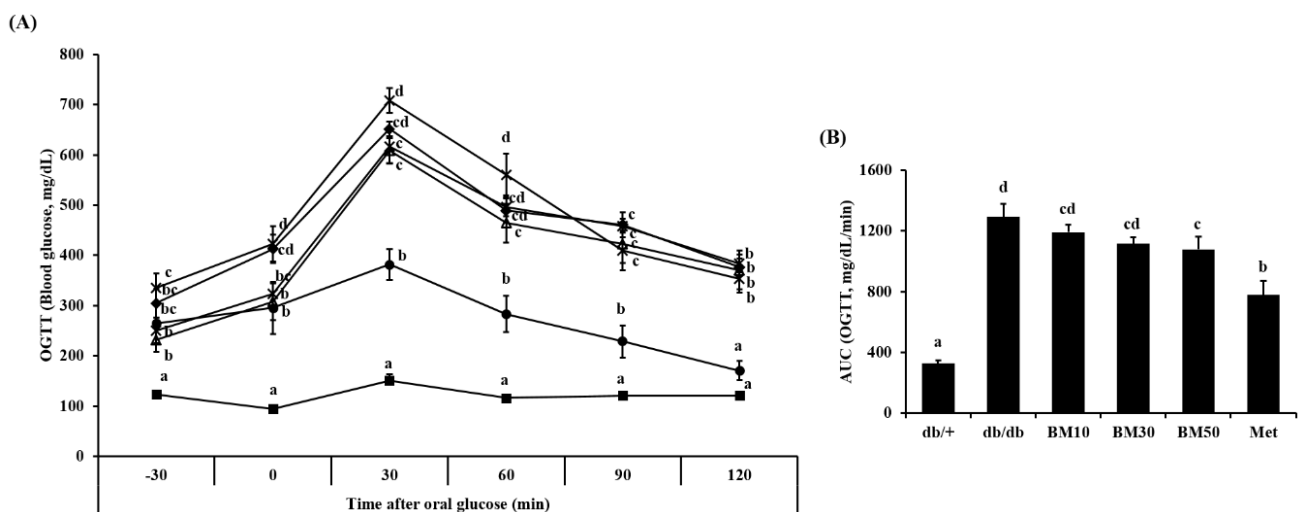 (A)
800
700
600
500
400
300
200
100
0
OGTT (Blood glucose, mg/dL)
c
bc
bc
b
b
a
d
cd
bc
b
b
a
d
cd
c
c
b
a
d
cd
cd
c
b
a
c
c
c
c
b
a
b
b
b
b
a
a
-30 0 30 60 90 120
Time after oral glucose (min)
(B)
1600
1200
800
400
0
AUC (OGTT, mg/dL/min)
a d cd cd c b
db/+ db/db BM10 BM30 BM50 Met